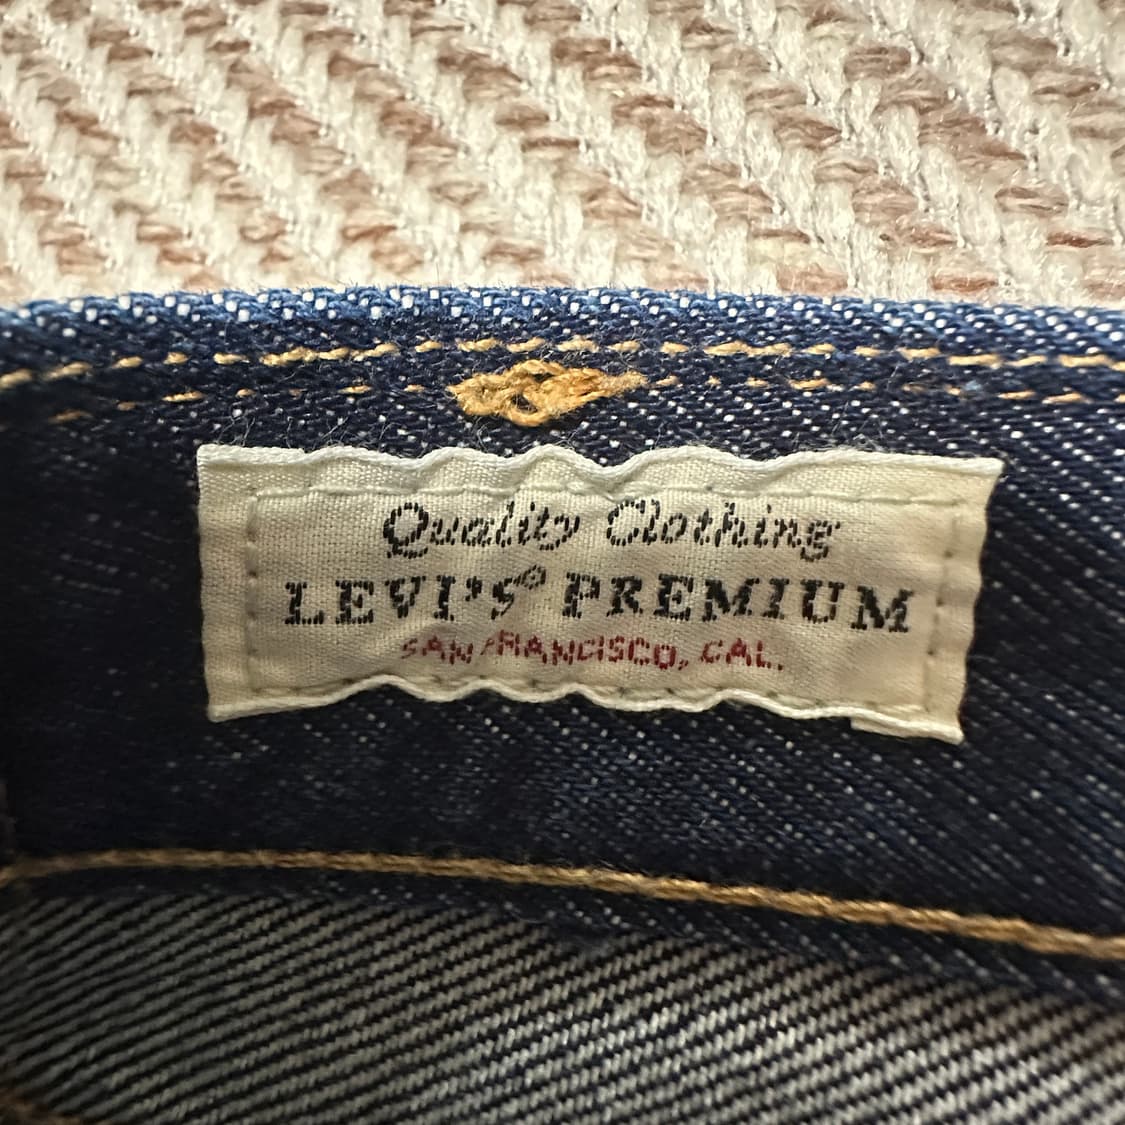 Quality Clothing
LEVI'S® PREMIUM
SAN FRANCISCO, CAL.